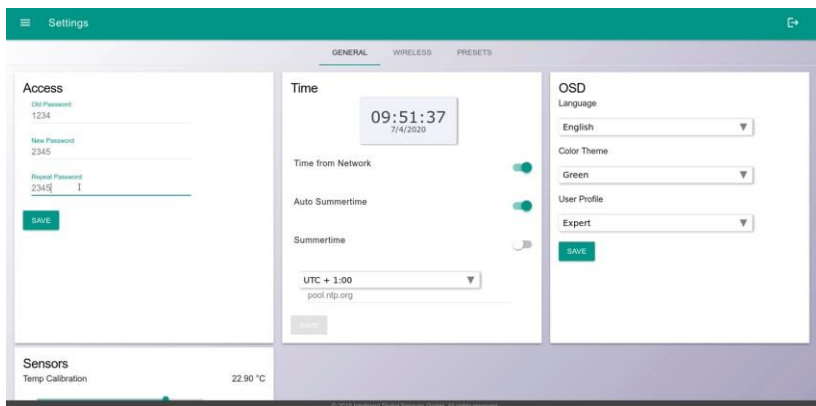 Settings
GENERAL WIRELESS PRESETS
Access
Old Password
1234
New Password
2345
Repeat Password
2345
SAVE
Time
09:51:37
7/4/2020
Time from Network
Auto Summertime
Summertime
UTC + 1:00
pool.ntp.org
SAVE
OSD
Language
English
Color Theme
Green
User Profile
Expert
SAVE
Sensors
Temp Calibration 22.90 °C